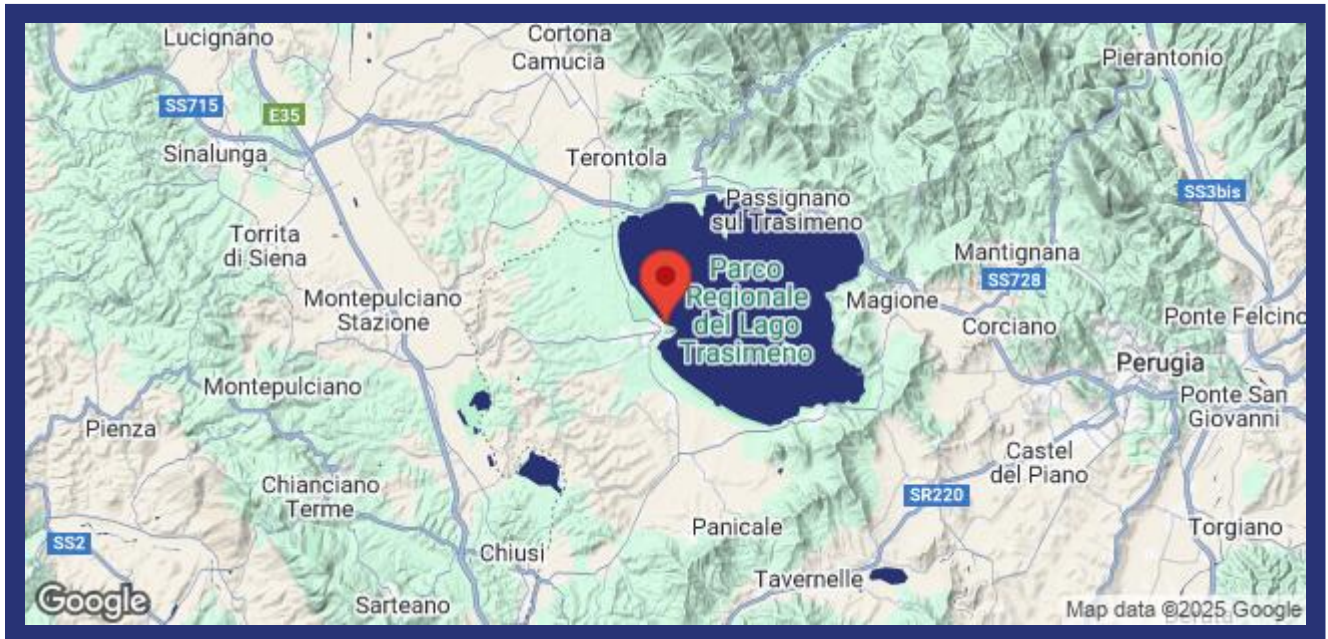 Lucignano
Cortona
Camucia
Pierantonio
SS715
E35
Sinalunga
Terontola
SS3bis
Passignano
sul Trasimeno
Torrita
di Siena
Mantignana
SS728
Parco
Regionale
del Lago
Trasimeno
Montepulciano
Stazione
Magione
Corciano
Ponte Felcino
Perugia
Montepulciano
Ponte San
Giovanni
Pienza
Castel
del Piano
Chianciano
Terme
SR220
Panicale
Torgiano
SS2
Chiusi
Tavernelle
Google
Sarteano
Map data ©2025 Google